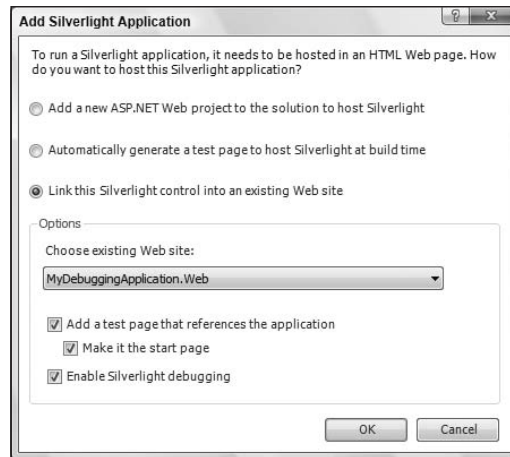 Add Silverlight Application
To run a Silverlight application, it needs to be hosted in an HTML Web page. How
do you want to host this Silverlight application?
Add a new ASP.NET Web project to the solution to host Silverlight
Automatically generate a test page to host Silverlight at build time
Link this Silverlight control into an existing Web site
Options
Choose existing Web site:
MyDebuggingApplication.Web
Add a test page that references the application
Make it the start page
Enable Silverlight debugging
OK Cancel